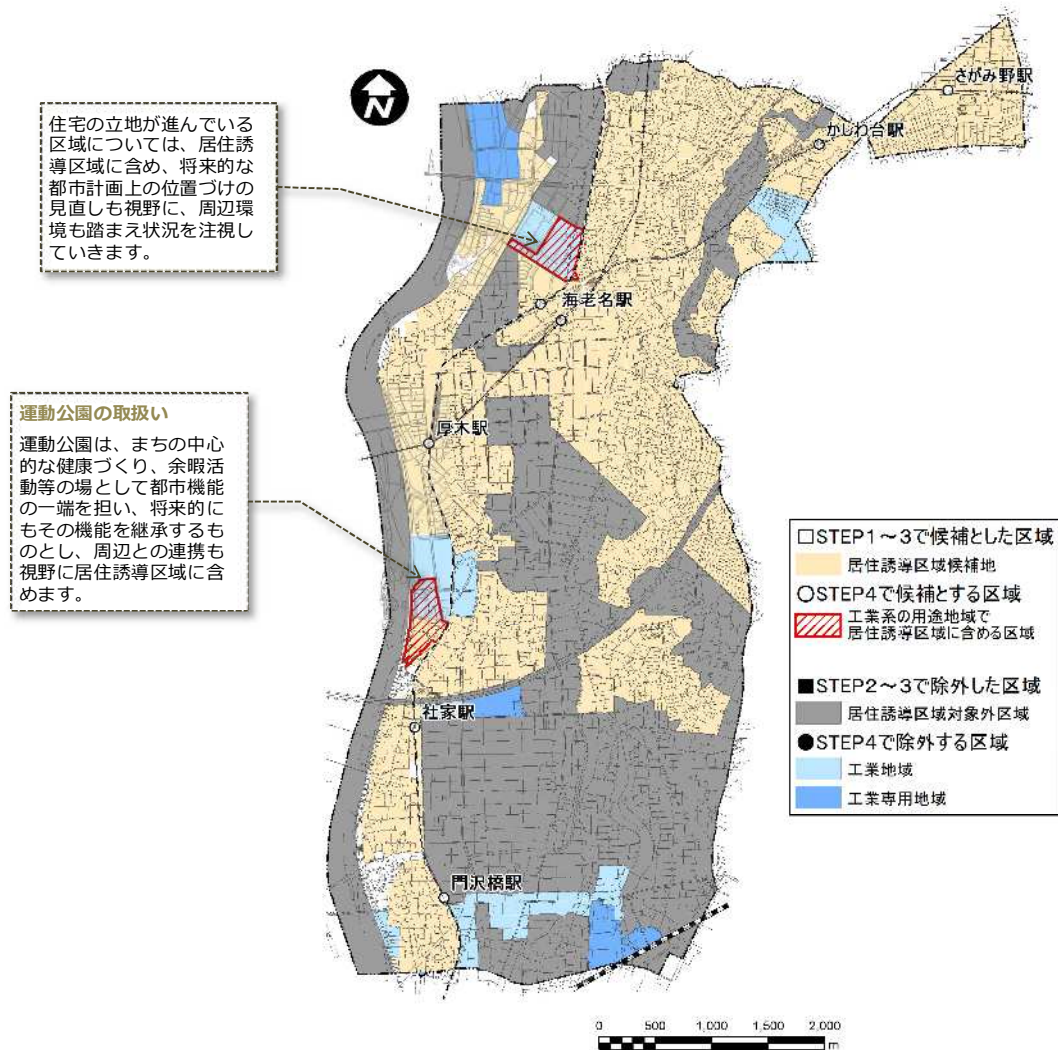 さがみ野駅
かしわ台駅
N
住宅の立地が進んでいる
区域については、居住誘
導区域に含め、将来的な
都市計画上の位置づけの
見直しも視野に、周辺環
境も踏まえ状況を注視し
ていきます。
海老名駅
運動公園の取扱い
運動公園は、まちの中心
的な健康づくり、余暇活
動等の場として都市機能
の一端を担い、将来的に
もその機能を継承するも
のとし、周辺との連携も
視野に居住誘導区域に含
めます。
厚木駅
社家駅
門沢橋駅
□STEP1～3で候補とした区域
居住誘導区域候補地
○STEP4で候補とする区域
工業系の用途地域で
居住誘導区域に含める区域
■STEP2～3で除外した区域
居住誘導区域対象外区域
●STEP4で除外する区域
工業地域
工業専用地域
0 500 1,000 1,500 2,000
m